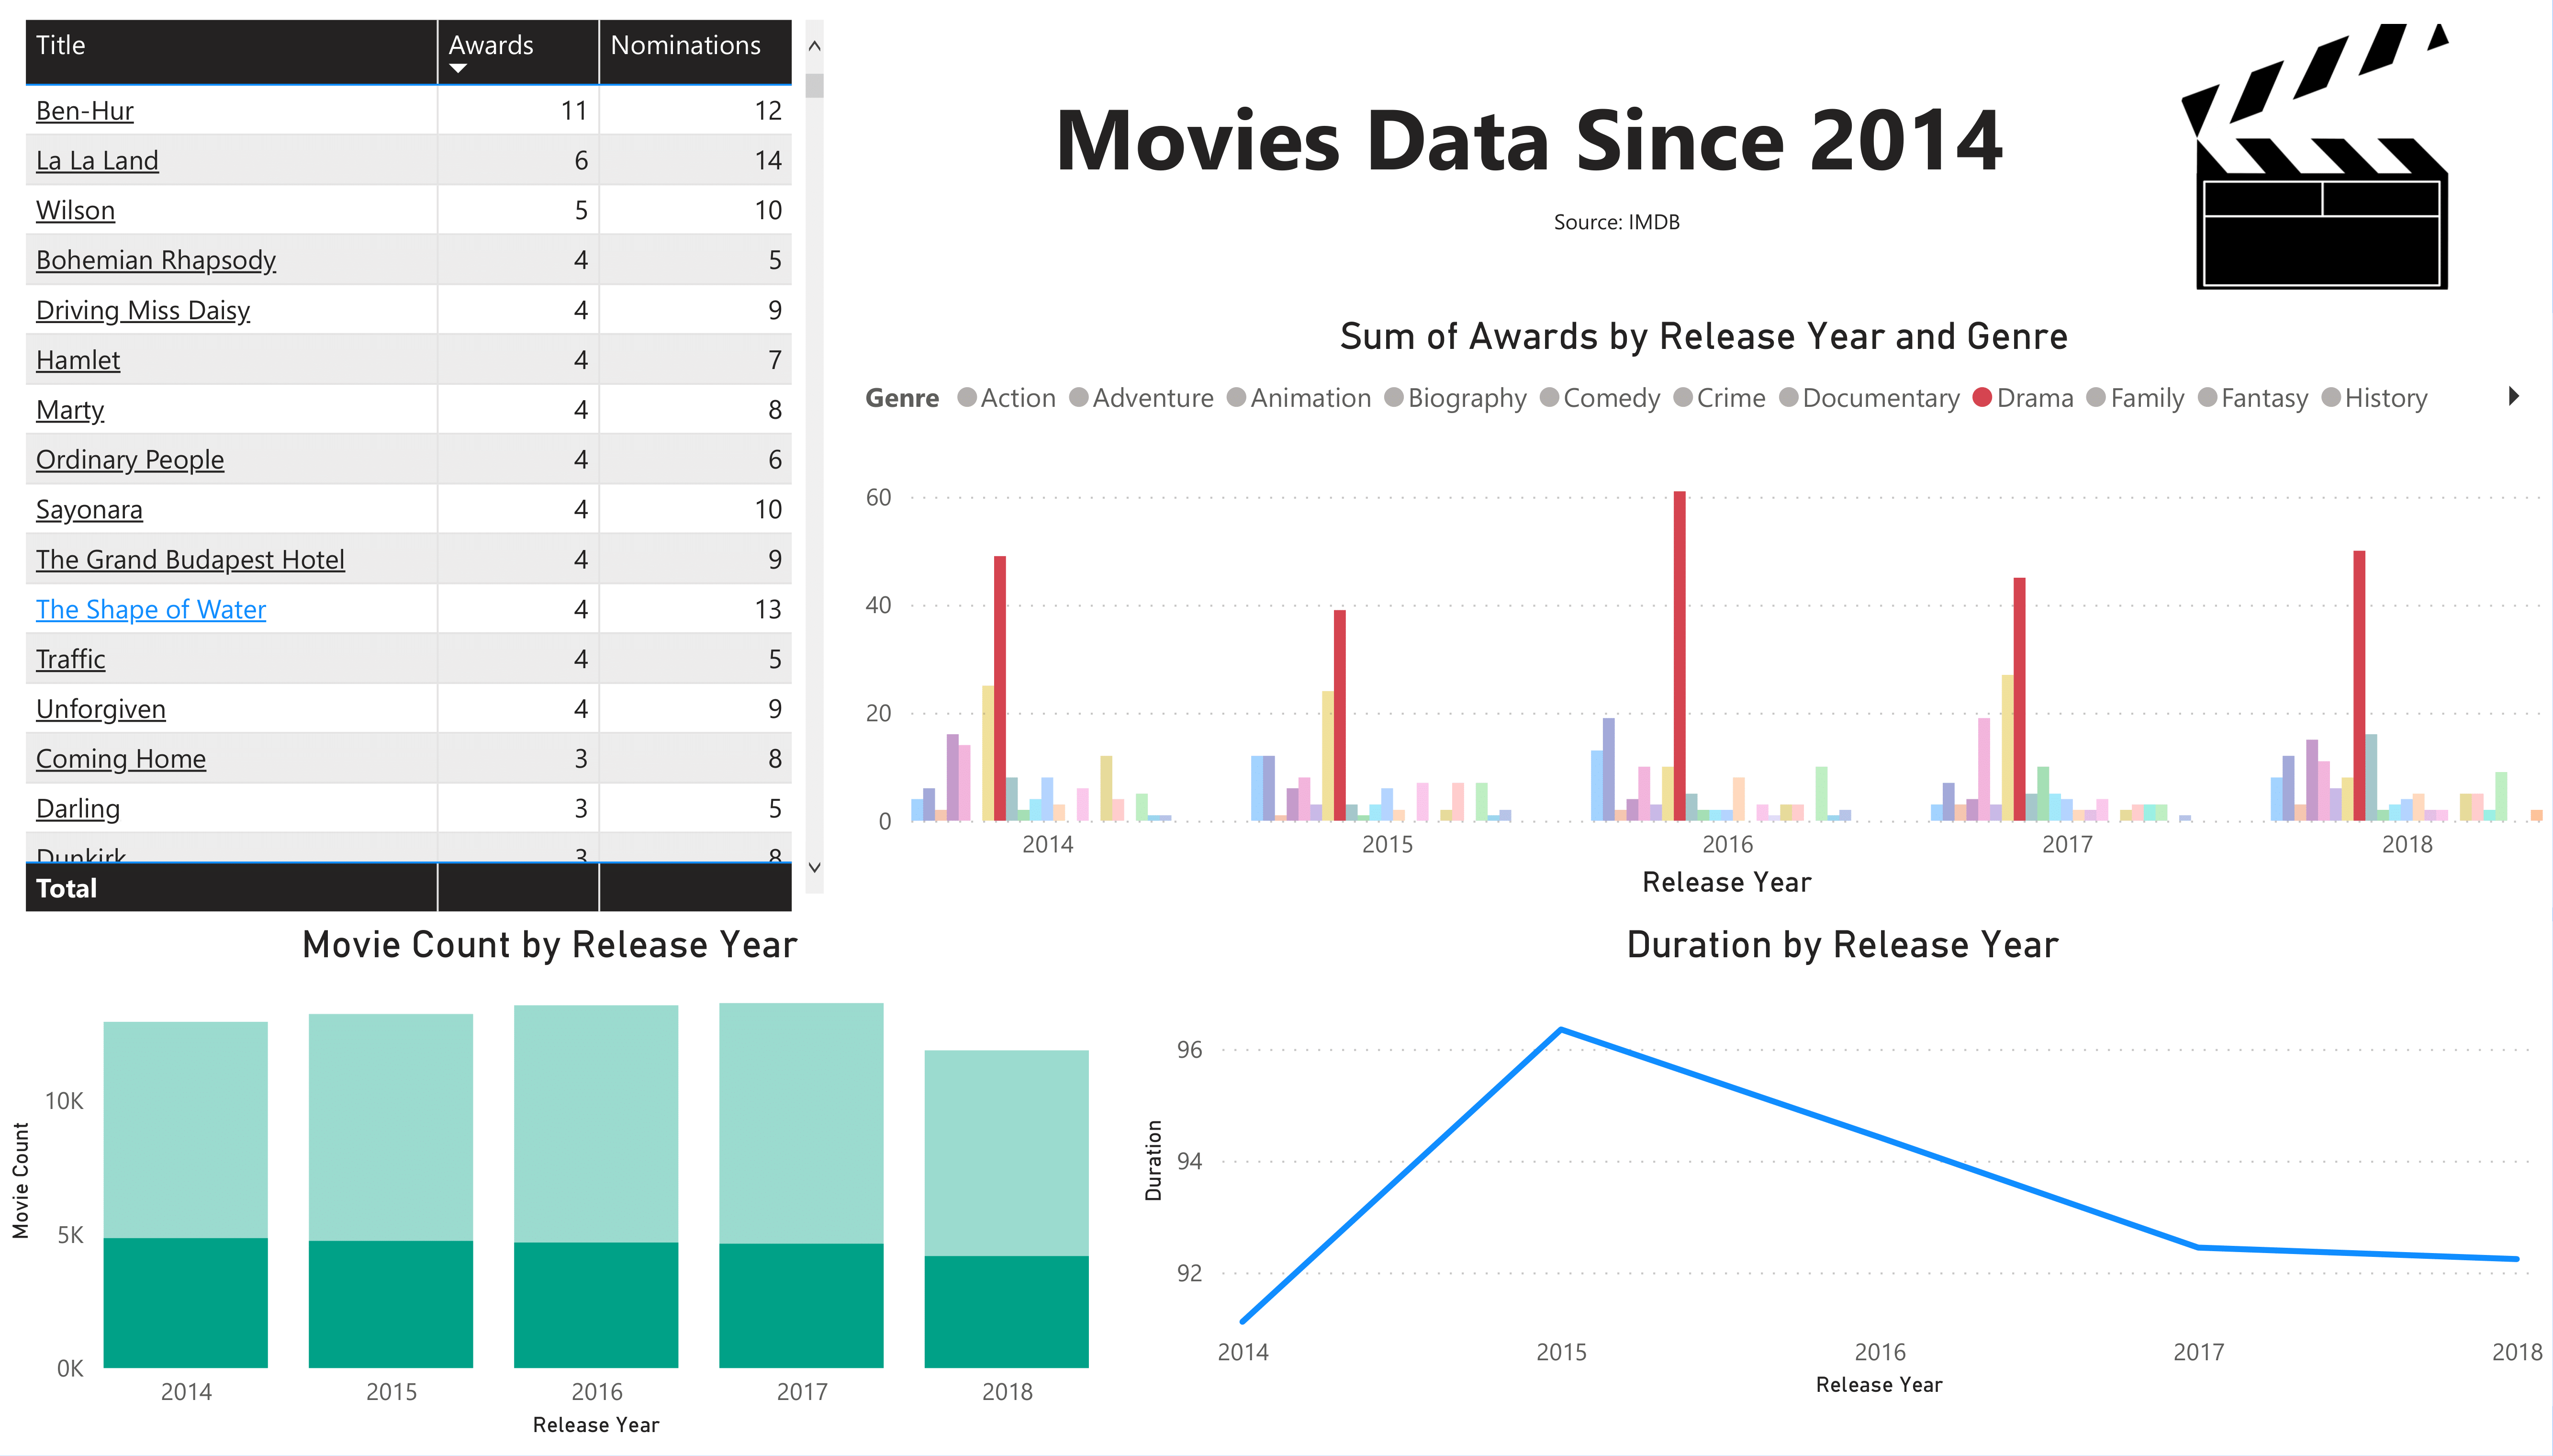 Title Awards Nominations
Ben-Hur 11 12
La La Land 6 14
Wilson 5 10
Bohemian Rhapsody 4 5
Driving Miss Daisy 4 9
Hamlet 4 7
Marty 4 8
Ordinary People 4 6
Sayonara 4 10
The Grand Budapest Hotel 4 9
The Shape of Water 4 13
Traffic 4 5
Unforgiven 4 9
Coming Home 3 8
Darling 3 5
Dunkirk 3 8
Total
Movies Data Since 2014
Source: IMDB
Sum of Awards by Release Year and Genre
Genre Action Adventure Animation Biography Comedy Crime Documentary Drama Family Fantasy History
60
40
20
0
2014 2015 2016 2017 2018
Release Year
Movie Count by Release Year
Movie Count
10K
5K
0K
2014 2015 2016 2017 2018
Release Year
Duration by Release Year
Duration
96
94
92
2014 2015 2016 2017 2018
Release Year